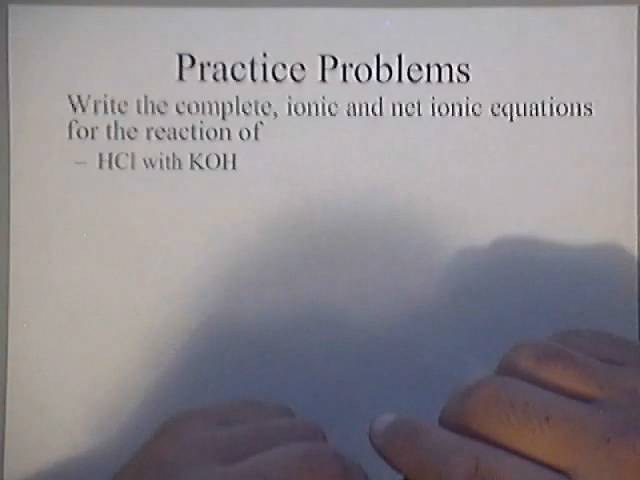 Practice Problems
Write the complete, ionic and net ionic equations
for the reaction of
– HCl with KOH